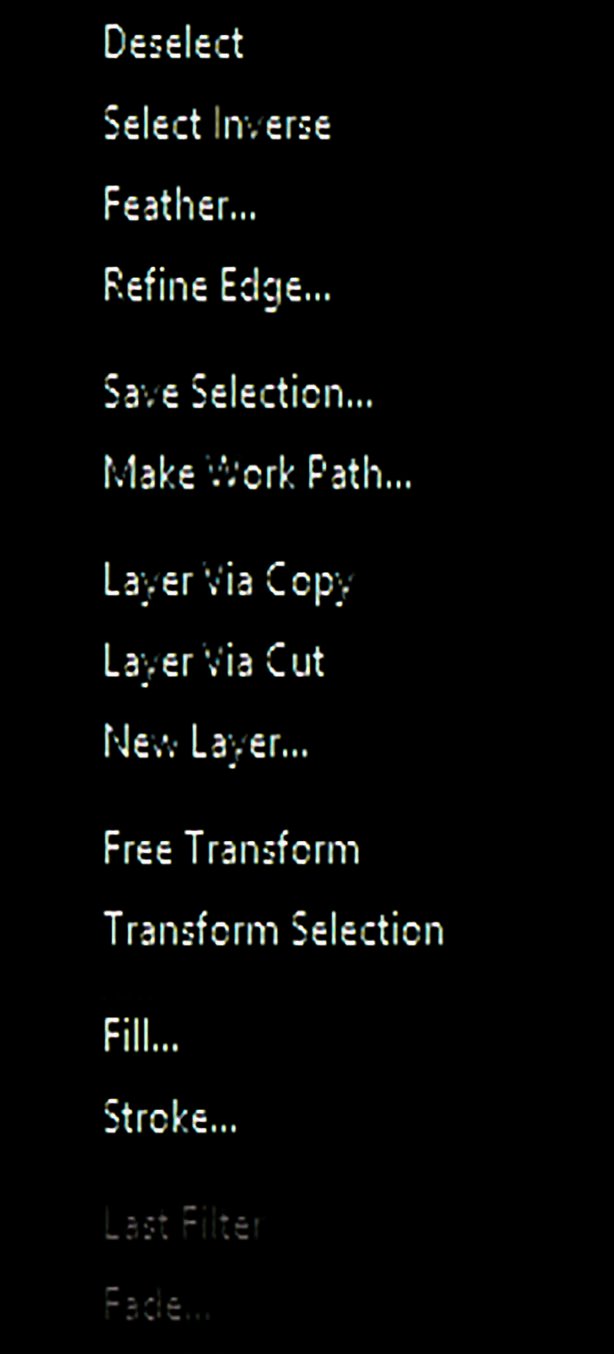 Deselect
Select Inverse
Feather...
Refine Edge...
Save Selection...
Make Work Path...
Layer Via Copy
Layer Via Cut
New Layer...
Free Transform
Transform Selection
Fill...
Stroke...
Last Filter
Fade...